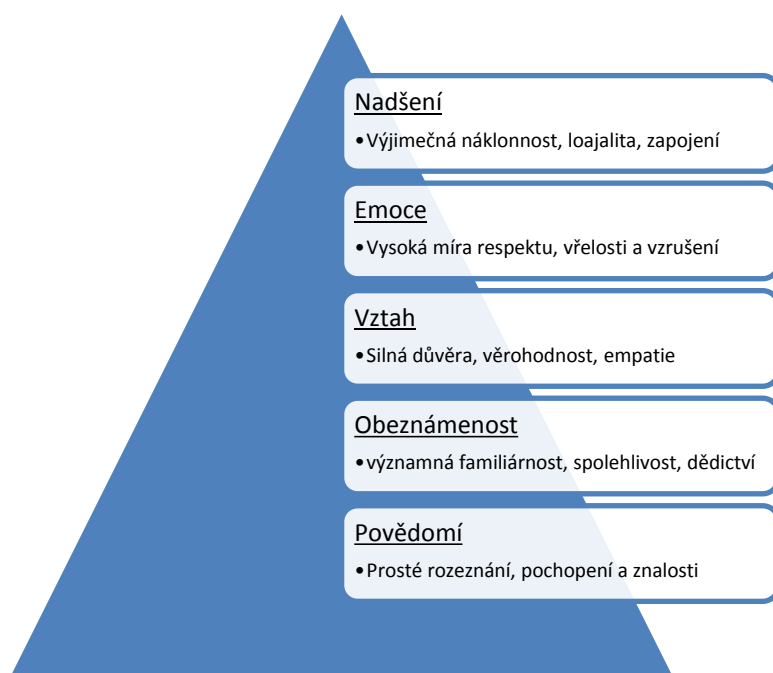 Nadšení
•Výjimečná náklonnost, loajalita, zapojení
Emoce
•Vysoká míra respektu, vřelosti a vzrušení
Vztah
•Silná důvěra, věrohodnost, empatie
Obeznámenost
•významná familiárnost, spolehlivost, dědictví
Povědomí
•Prosté rozeznání, pochopení a znalosti